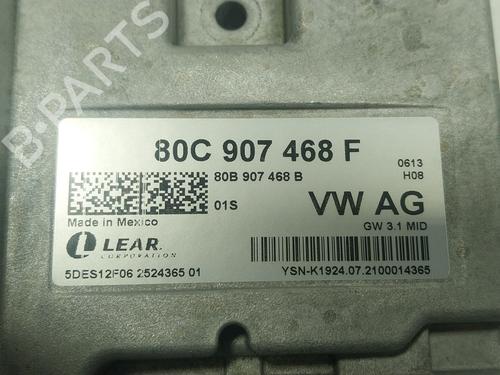 B-PARTS
80C 907 468 F
0613
80B 907 468 B
H08
01S
VW AG
Made in Mexico
GW 3.1 MID
LEAR.
CORPORATION
5DES12F06 2524365 01
YSN-K1924.07.2100014365